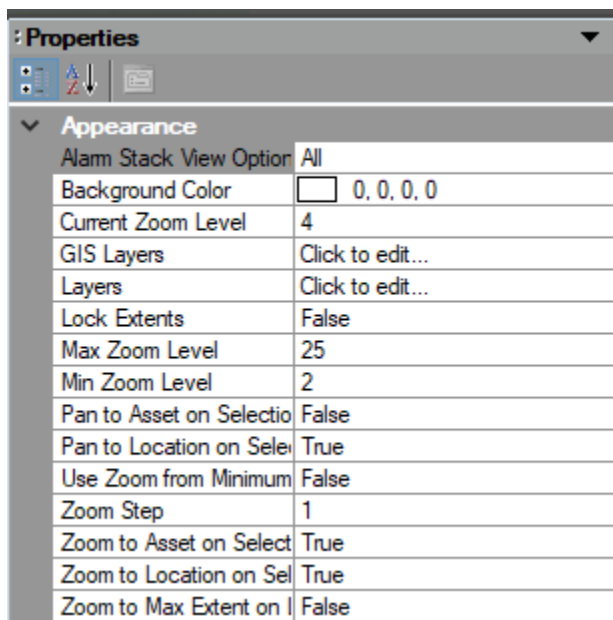 Properties
Appearance
Alarm Stack View Option All
Background Color 0, 0, 0, 0
Current Zoom Level 4
GIS Layers Click to edit...
Layers Click to edit...
Lock Extents False
Max Zoom Level 25
Min Zoom Level 2
Pan to Asset on Selectio False
Pan to Location on Sele True
Use Zoom from Minimum False
Zoom Step 1
Zoom to Asset on Select True
Zoom to Location on Sel True
Zoom to Max Extent on False